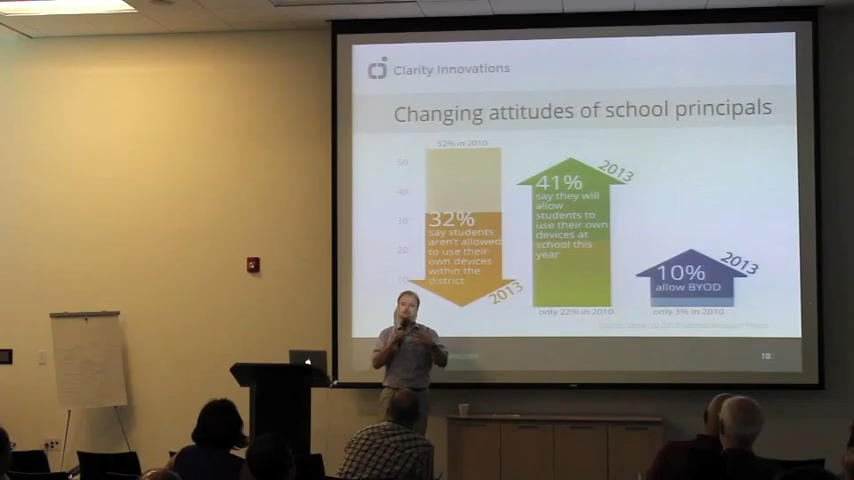 Clarity Innovations
Changing attitudes of school principals
52% in 2010
50
40
30
20
10
32%
say students
aren't allowed
to use their
own devices
within the
district
2013
41%
say they will
allow
students to
use their own
devices at
school this
year
2013
only 22% in 2010
10%
allow BYOD
2013
only 3% in 2010
10